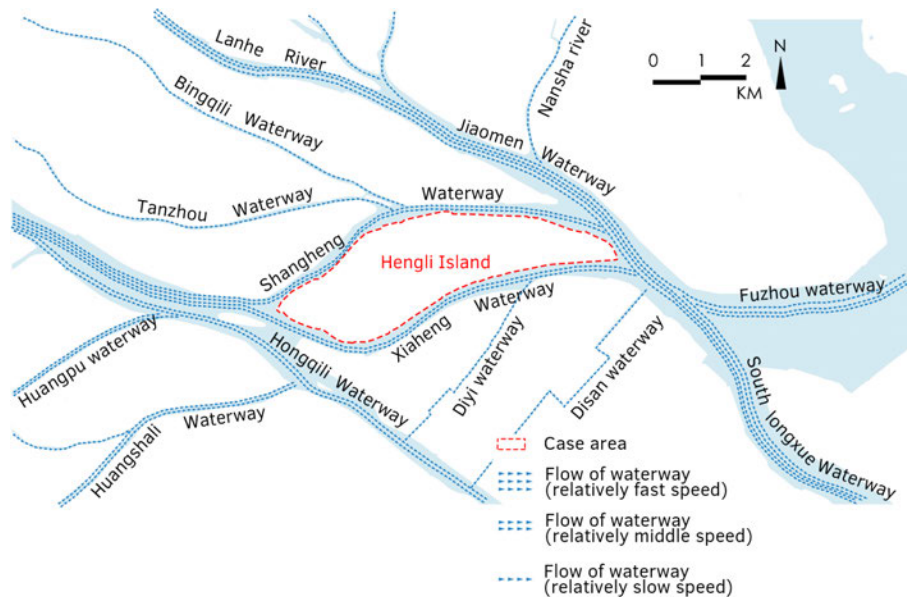 Lanhe River
Bingqili Waterway
Nansha river
0 1 2
KM
N
Jiaomen Waterway
Tanzhou Waterway
Shangheng Waterway
Hengli Island
Xiaheng Waterway
Fuzhou waterway
Huangpu waterway
Hongqili Waterway
Diyi waterway
Disan waterway
South longxue Waterway
Huangshali Waterway
Case area
Flow of waterway
(relatively fast speed)
Flow of waterway
(relatively middle speed)
Flow of waterway
(relatively slow speed)